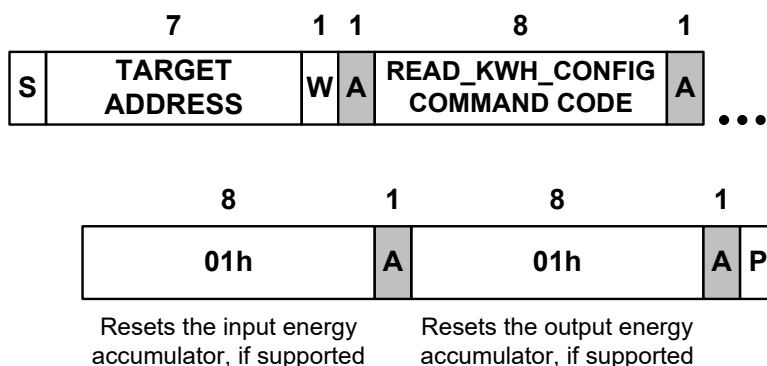 7 1 1 8 1
S TARGET ADDRESS W A READ_KWH_CONFIG COMMAND CODE A ...
8 1 8 1
01h A 01h A P
Resets the input energy Resets the output energy
accumulator, if supported accumulator, if supported